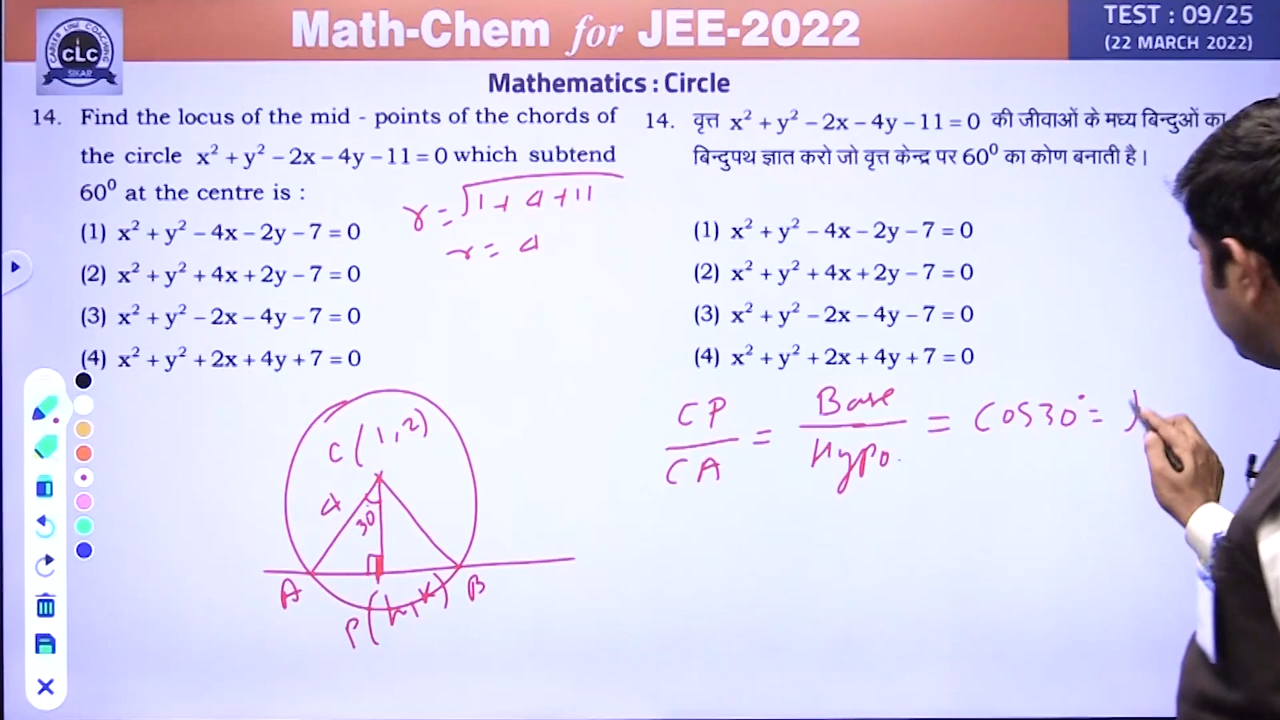 Math-Chem for JEE-2022
TEST : 09/25
(22 MARCH 2022)
CAREER LINE COACHING
CLC
SIKAR
Mathematics : Circle
14. Find the locus of the mid - points of the chords of
the circle x² + y² − 2x − 4y − 11 = 0 which subtend
60⁰ at the centre is :
(1) x² + y² − 4x − 2y − 7 = 0
(2) x² + y² + 4x + 2y − 7 = 0
(3) x² + y² − 2x − 4y − 7 = 0
(4) x² + y² + 2x + 4y + 7 = 0
r = √1 + 4 + 11
r = 4
14. वृत्त x² + y² − 2x − 4y − 11 = 0 की जीवाओं के मध्य बिन्दुओं का
बिन्दुपथ ज्ञात करो जो वृत्त केन्द्र पर 60⁰ का कोण बनाती है।
(1) x² + y² − 4x − 2y − 7 = 0
(2) x² + y² + 4x + 2y − 7 = 0
(3) x² + y² − 2x − 4y − 7 = 0
(4) x² + y² + 2x + 4y + 7 = 0
C (1, 2)
4
30°
A
B
P(h, k)
CP/CA = Base/Hypo. = Cos30° =